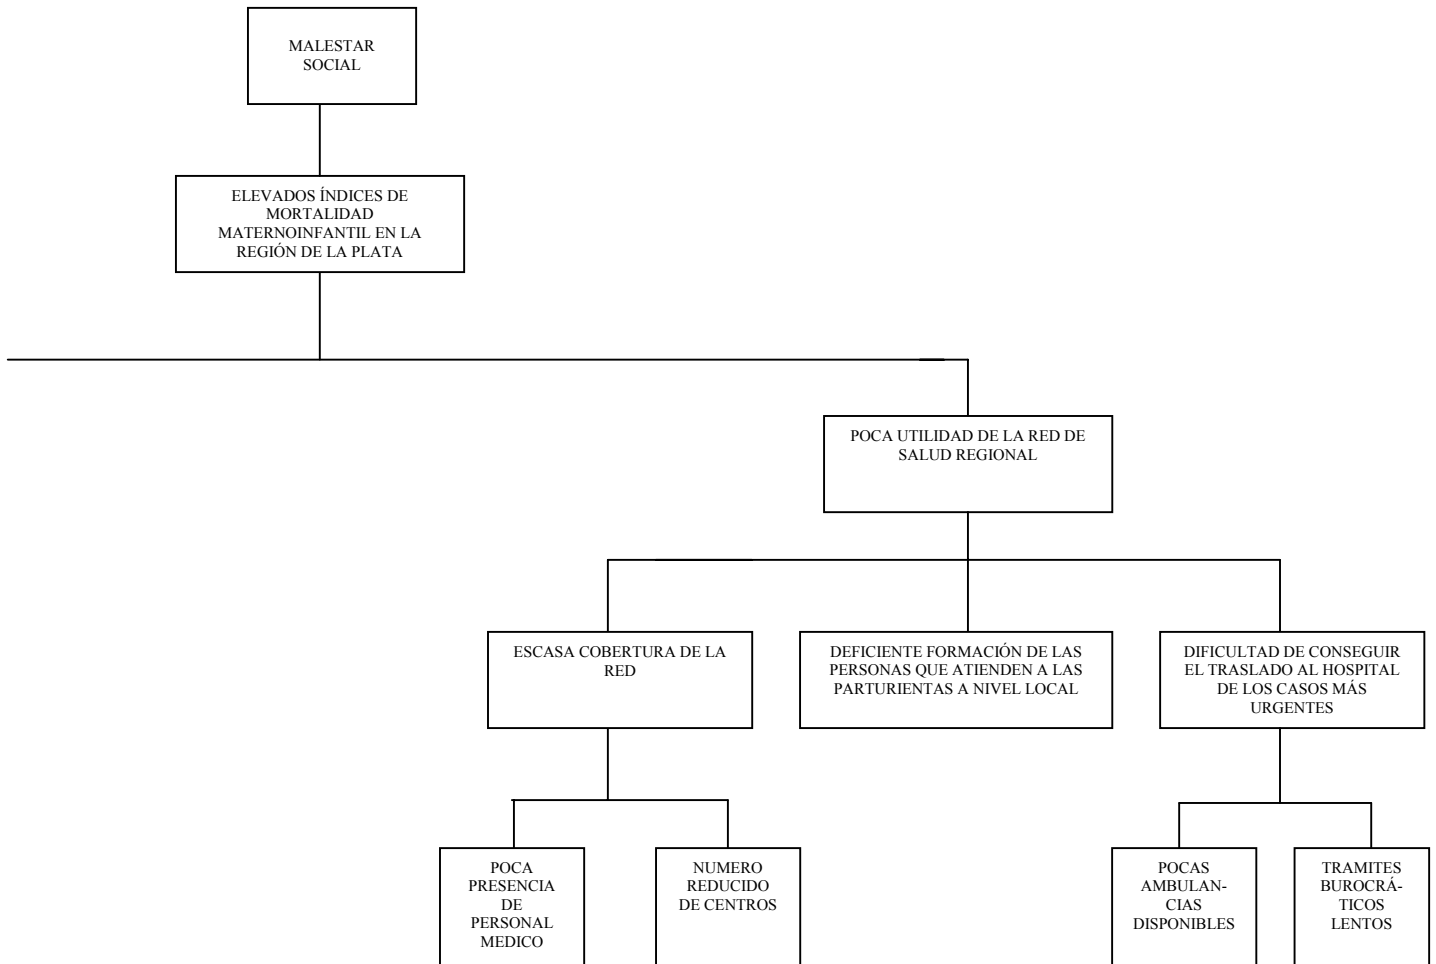 MALESTAR
SOCIAL
ELEVADOS ÍNDICES DE
MORTALIDAD
MATERNOINFANTIL EN LA
REGIÓN DE LA PLATA
POCA UTILIDAD DE LA RED DE
SALUD REGIONAL
ESCASA COBERTURA DE LA
RED
DEFICIENTE FORMACIÓN DE LAS
PERSONAS QUE ATIENDEN A LAS
PARTURIENTAS A NIVEL LOCAL
DIFICULTAD DE CONSEGUIR
EL TRASLADO AL HOSPITAL
DE LOS CASOS MÁS
URGENTES
POCA
PRESENCIA
DE
PERSONAL
MEDICO
NUMERO
REDUCIDO
DE CENTROS
POCAS
AMBULAN-
CIAS
DISPONIBLES
TRAMITES
BUROCRÁ-
TICOS
LENTOS